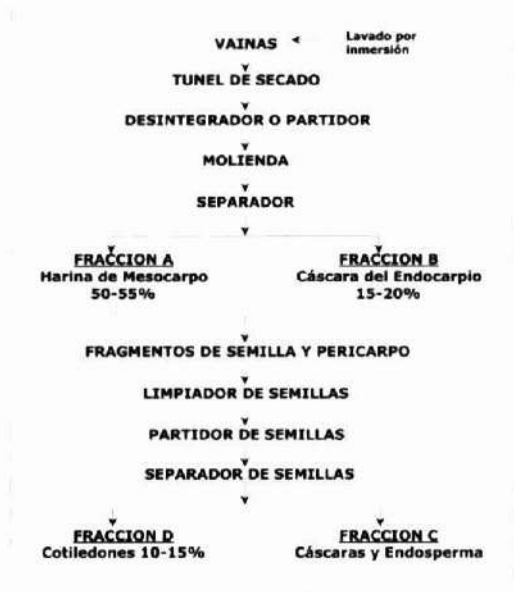 VAINAS
Lavado por
inmersión
TUNEL DE SECADO
DESINTEGRADOR O PARTIDOR
MOLIENDA
SEPARADOR
FRACCION A
Harina de Mesocarpo
50-55%
FRACCION B
Cáscara del Endocarpio
15-20%
FRAGMENTOS DE SEMILLA Y PERICARPO
LIMPIADOR DE SEMILLAS
PARTIDOR DE SEMILLAS
SEPARADOR DE SEMILLAS
FRACCION D
Cotiledones 10-15%
FRACCION C
Cáscaras y Endosperma